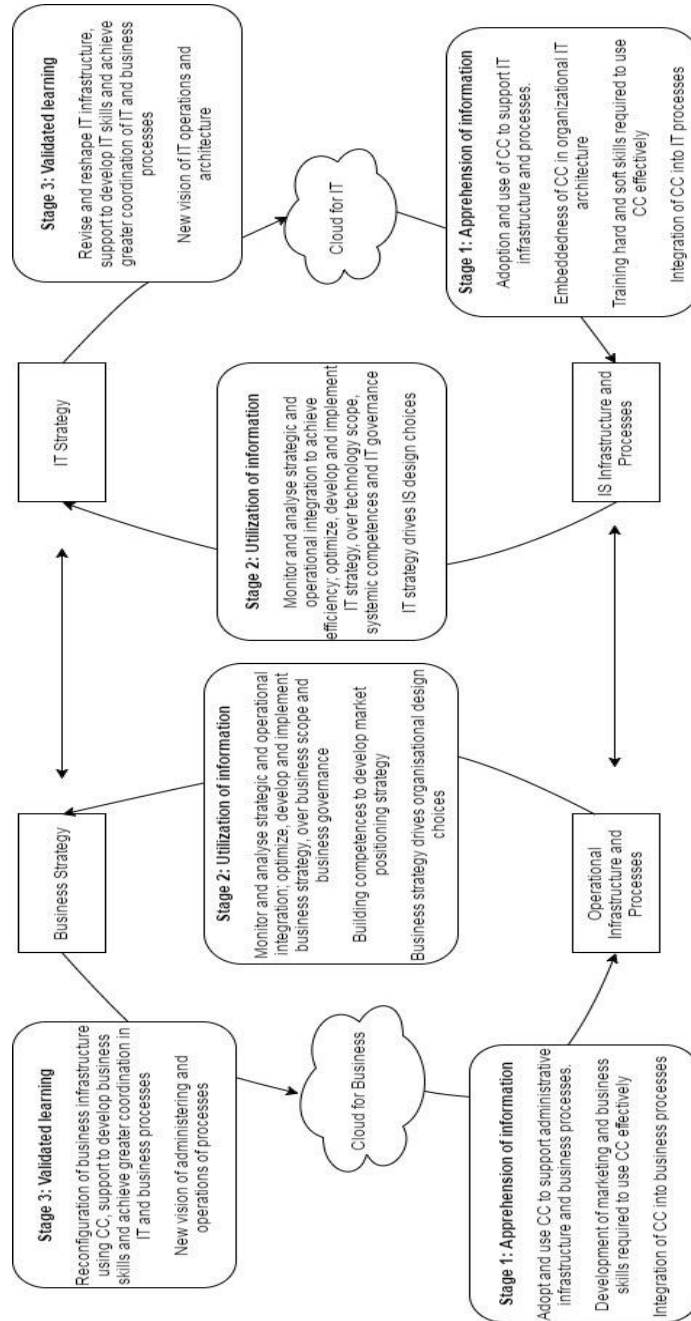 Stage 3: Validated learning
Reconfiguration of business infrastructure
using CC, support to develop business
skills and achieve greater coordination in
IT and business processes
New vision of administering and
operations of processes
Business Strategy
IT Strategy
Stage 3: Validated learning
Revise and reshape IT infrastructure,
support to develop IT skills and achieve
greater coordination of IT and business
processes
New vision of IT operations and
architecture
Cloud for Business
Stage 2: Utilization of information
Monitor and analyse strategic and operational
integration; optimize, develop and implement
business strategy, over business scope and
business governance
Building competences to develop market
positioning strategy
Business strategy drives organisational design
choices
Stage 2: Utilization of information
Monitor and analyse strategic and
operational integration to achieve
efficiency; optimize, develop and implement
IT strategy, over technology scope,
systemic competences and IT governance
IT strategy drives IS design choices
Cloud for IT
Stage 1: Apprehension of information
Adopt and use CC to support administrative
infrastructure and business processes.
Development of marketing and business
skills required to use CC effectively
Integration of CC into business processes
Operational
Infrastructure and
Processes
IS Infrastructure and
Processes
Stage 1: Apprehension of information
Adoption and use of CC to support IT
infrastructure and processes.
Embeddedness of CC in organizational IT
architecture
Training hard and soft skills required to use
CC effectively
Integration of CC into IT processes